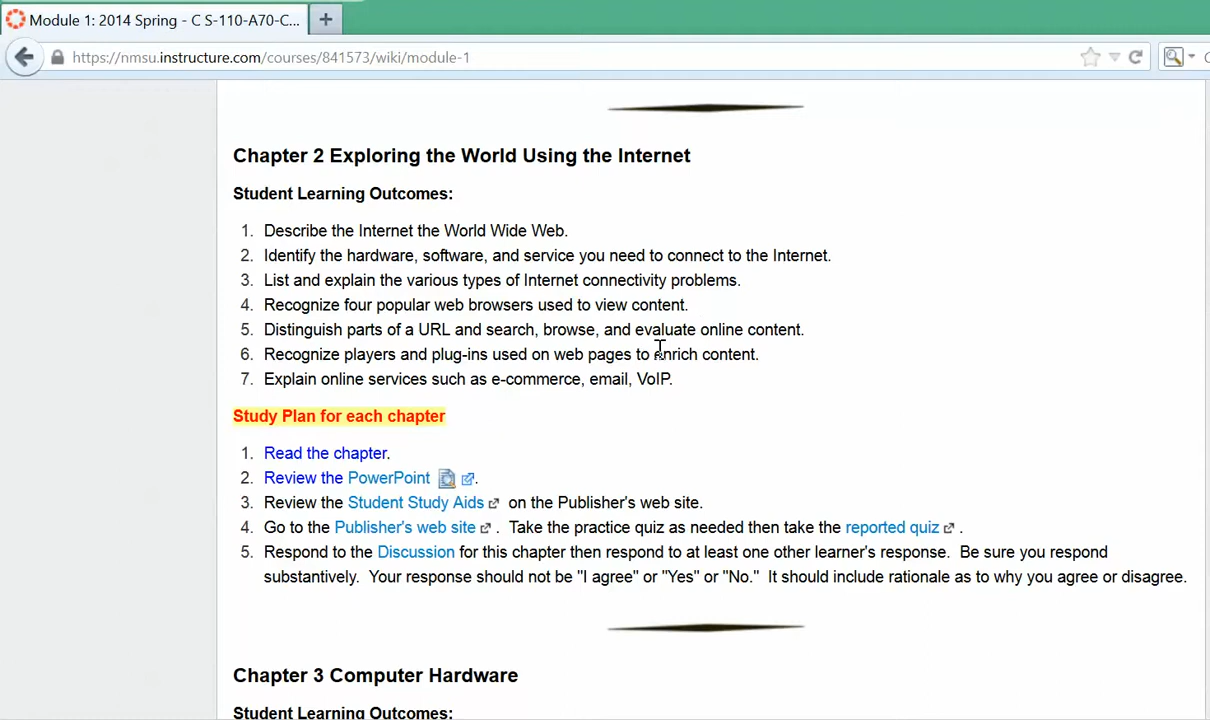 Module 1: 2014 Spring - C S-110-A70-C...
https://nmsu.instructure.com/courses/841573/wiki/module-1
Chapter 2 Exploring the World Using the Internet
Student Learning Outcomes:
1. Describe the Internet the World Wide Web.
2. Identify the hardware, software, and service you need to connect to the Internet.
3. List and explain the various types of Internet connectivity problems.
4. Recognize four popular web browsers used to view content.
5. Distinguish parts of a URL and search, browse, and evaluate online content.
6. Recognize players and plug-ins used on web pages to enrich content.
7. Explain online services such as e-commerce, email, VoIP.
Study Plan for each chapter
1. Read the chapter.
2. Review the PowerPoint .
3. Review the Student Study Aids on the Publisher's web site.
4. Go to the Publisher's web site . Take the practice quiz as needed then take the reported quiz .
5. Respond to the Discussion for this chapter then respond to at least one other learner's response. Be sure you respond
substantively. Your response should not be "I agree" or "Yes" or "No." It should include rationale as to why you agree or disagree.
Chapter 3 Computer Hardware
Student Learning Outcomes: